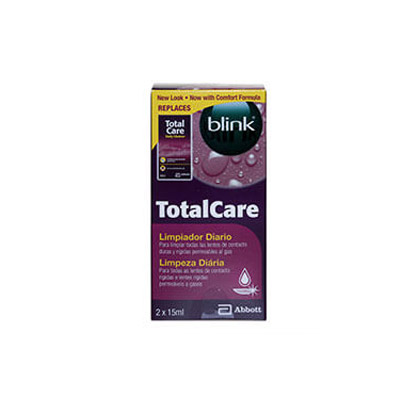 New Look • Now with Comfort Formula
REPLACES
Total
Care
blink
TotalCare
Limpiador Diario
Para limpiar todas las lentes de contacto
duras y rígidas permeables al gas
Limpeza Diária
Para todas as lentes de contacto
rígidas e lentes rígidas
permeáveis a gases
2 x 15ml
Abbott